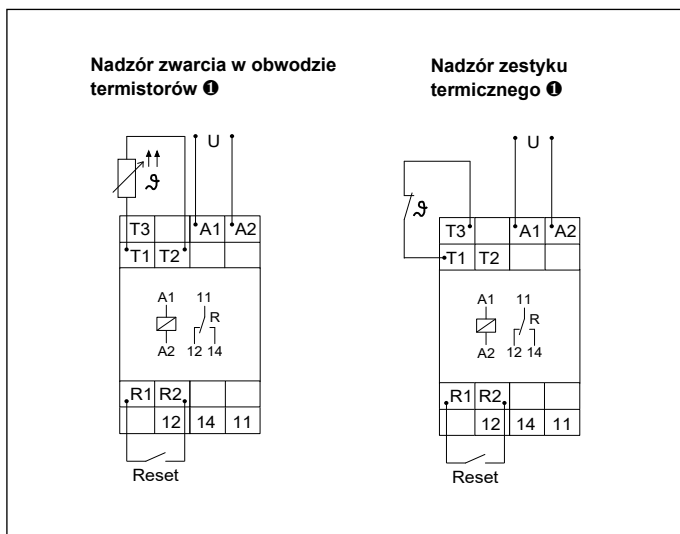 Nadzór zwarcia w obwodzie
termistorów ❶
U
ϑ
T3 A1 A2
T1 T2
A1 11
R
A2 12 14
R1 R2
12 14 11
Reset
Nadzór zestyku
termicznego ❶
U
ϑ
T3 A1 A2
T1 T2
A1 11
R
A2 12 14
R1 R2
12 14 11
Reset